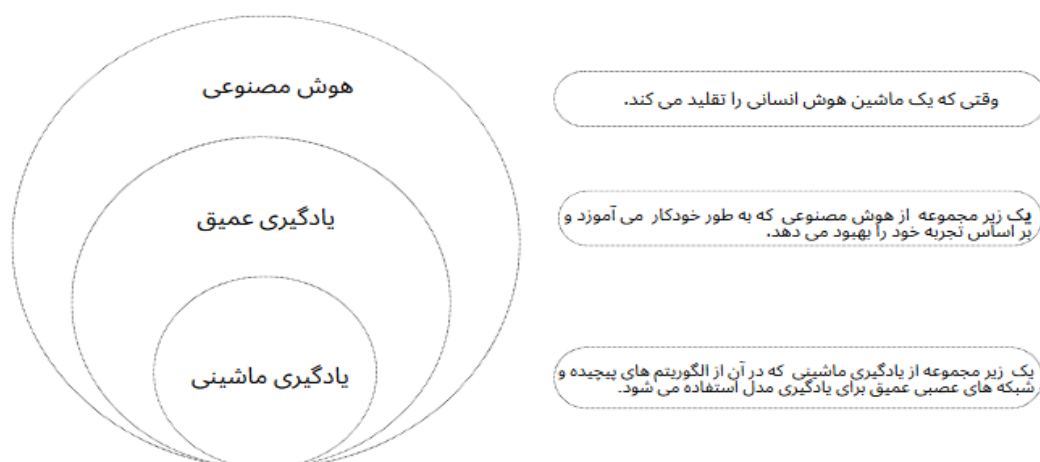 هوش مصنوعی
وقتی که یک ماشین هوش انسانی را تقلید می کند.
یادگیری عمیق
یک زیر مجموعه از هوش مصنوعی که به طور خودکار می آموزد و
بر اساس تجربه خود را بهبود می دهد.
یادگیری ماشینی
یک زیر مجموعه از یادگیری ماشینی که در آن از الگوریتم های پیچیده و
شبکه های عصبی عمیق برای یادگیری مدل استفاده می شود.